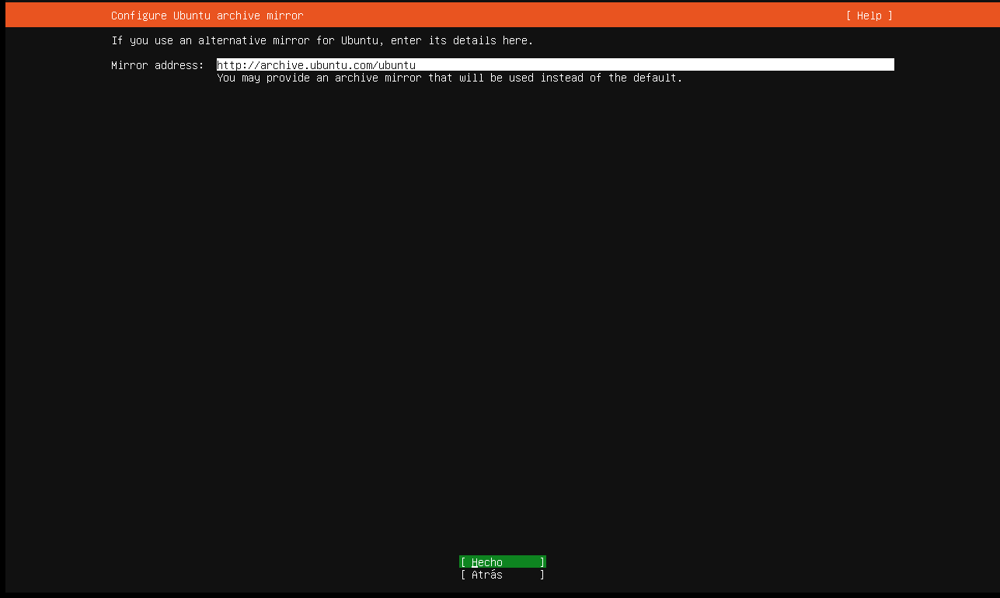 Configure Ubuntu archive mirror [ Help ]
If you use an alternative mirror for Ubuntu, enter its details here.
Mirror address: http://archive.ubuntu.com/ubuntu
You may provide an archive mirror that will be used instead of the default.
[ Hecho ]
[ Atrás ]